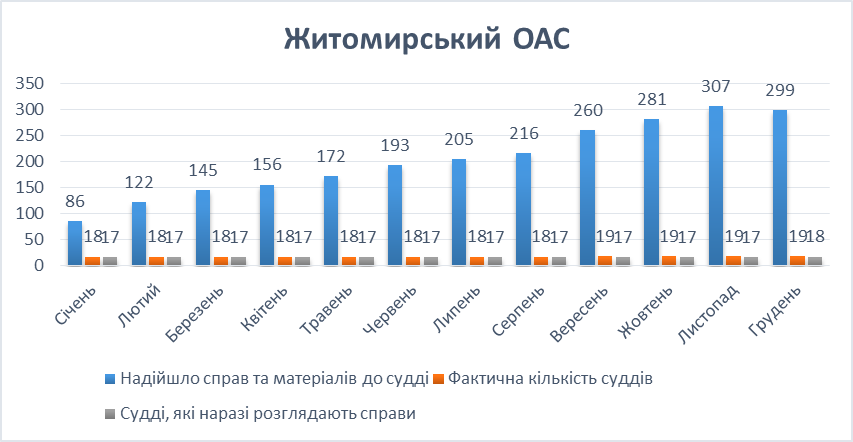 Житомирський ОАС
350
300
250
200
150
100
50
0
86
122
145
156
172
193
205
216
260
281
307
299
18 17
18 17
18 17
18 17
18 17
18 17
18 17
18 17
19 17
19 17
19 17
19 18
Січень
Лютий
Березень
Квітень
Травень
Червень
Липень
Серпень
Вересень
Жовтень
Листопад
Грудень
Надійшло справ та матеріалів до судді
Фактична кількість суддів
Судді, які наразі розглядають справи